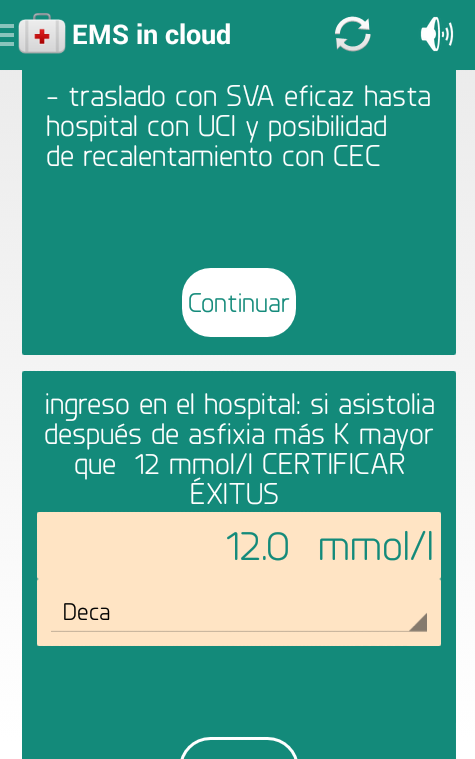 EMS in cloud
- traslado con SVA eficaz hasta
hospital con UCI y posibilidad
de recalentamiento con CEC
Continuar
ingreso en el hospital: si asistolia
después de asfixia más K mayor
que 12 mmol/l CERTIFICAR
ÉXITUS
12.0 mmol/l
Deca